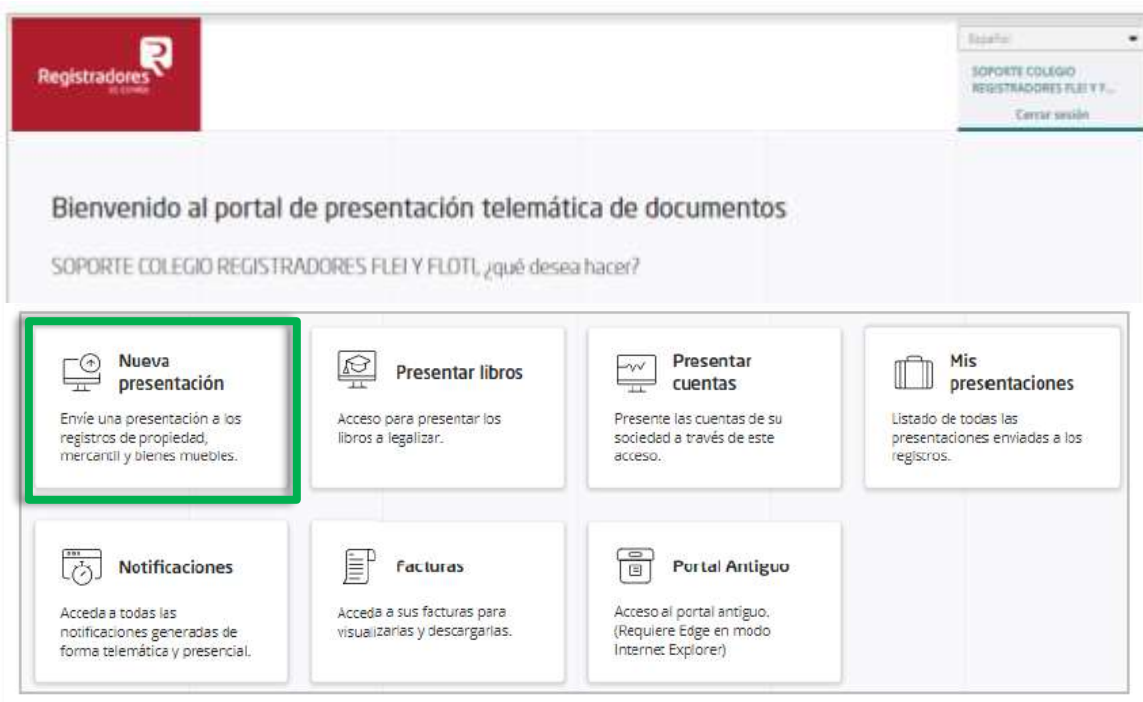 Registradores
DE ESPAÑA
Español
SOPORTE COLEGIO
REGISTRADORES FLEI Y F...
Cerrar sesión
Bienvenido al portal de presentación telemática de documentos
SOPORTE COLEGIO REGISTRADORES FLEI Y FLOTI, ¿qué desea hacer?
Nueva
presentación
Envíe una presentación a los
registros de propiedad,
mercantil y bienes muebles.
Presentar libros
Acceso para presentar los
libros a legalizar.
Presentar
cuentas
Presente las cuentas de su
sociedad a través de este
acceso.
Mis
presentaciones
Listado de todas las
presentaciones enviadas a los
registros.
Notificaciones
Acceda a todas las
notificaciones generadas de
forma telemática y presencial.
Facturas
Acceda a sus facturas para
visualizarlas y descargarlas.
Portal Antiguo
Acceso al portal antiguo.
(Requiere Edge en modo
Internet Explorer)